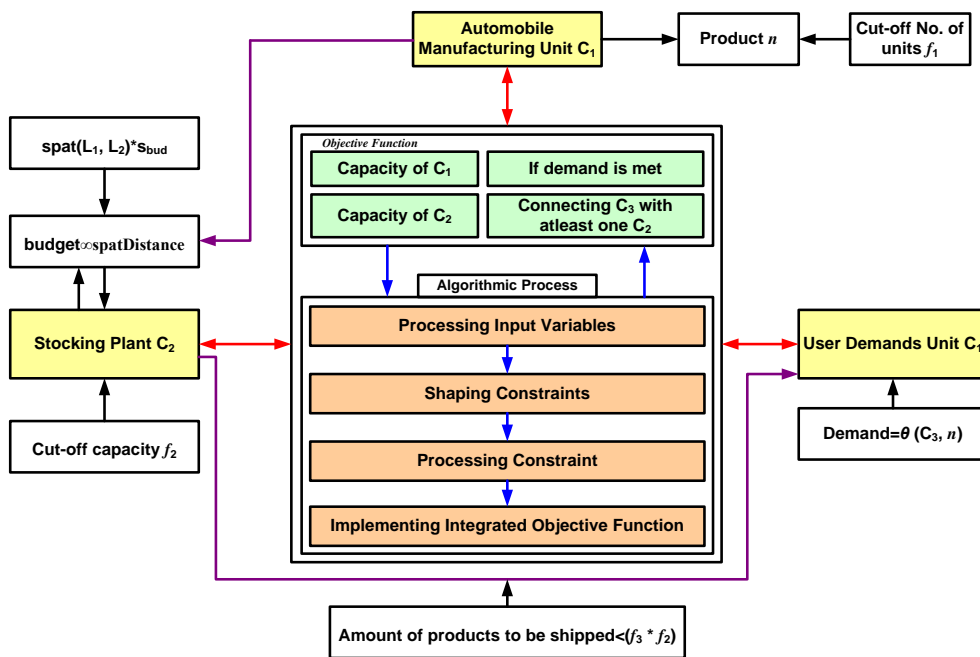 Automobile
Manufacturing Unit C₁
Product n
Cut-off No. of
units f₁
spat(L₁, L₂)*s_bud
Objective Function
Capacity of C₁
If demand is met
Capacity of C₂
Connecting C₃ with
atleast one C₂
budget∞spatDistance
Algorithmic Process
Processing Input Variables
Stocking Plant C₂
User Demands Unit C₁
Shaping Constraints
Cut-off capacity f₂
Demand=θ (C₃, n)
Processing Constraint
Implementing Integrated Objective Function
Amount of products to be shipped<(f₃ * f₂)